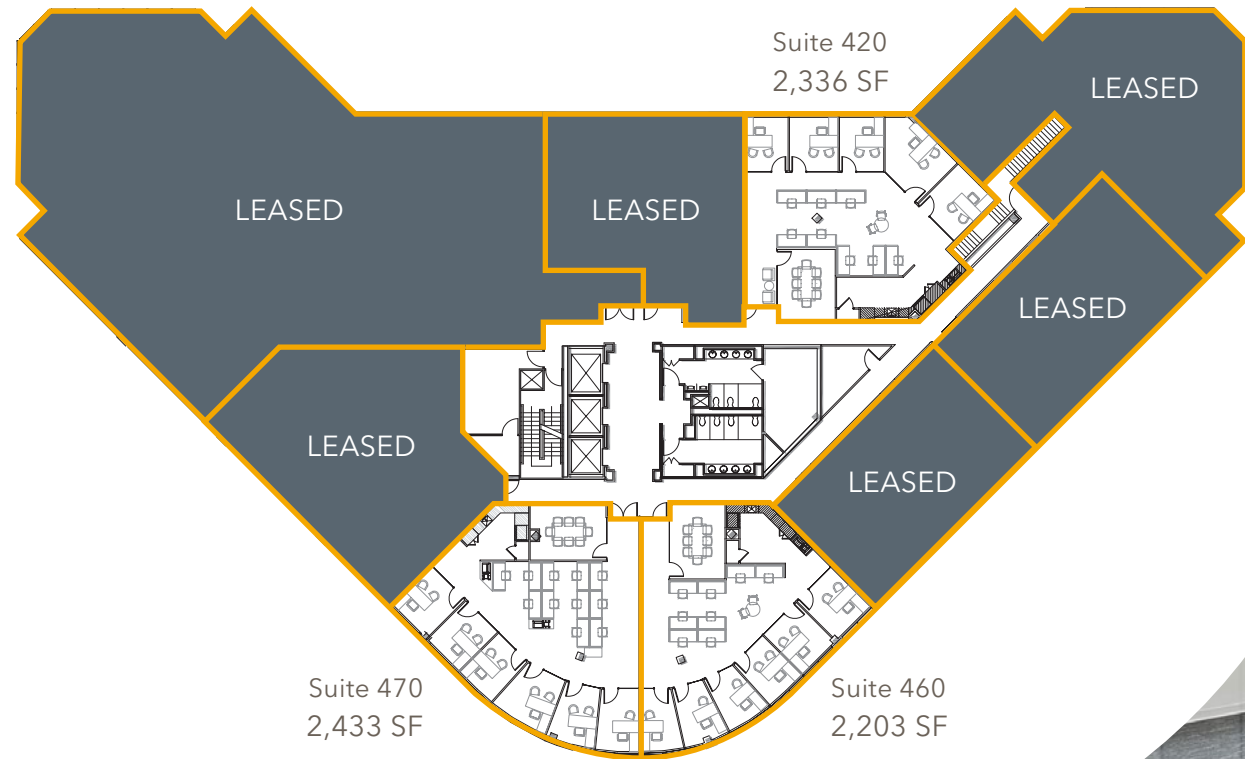 Suite 420
2,336 SF
LEASED
LEASED
LEASED
LEASED
LEASED
LEASED
Suite 470
2,433 SF
Suite 460
2,203 SF